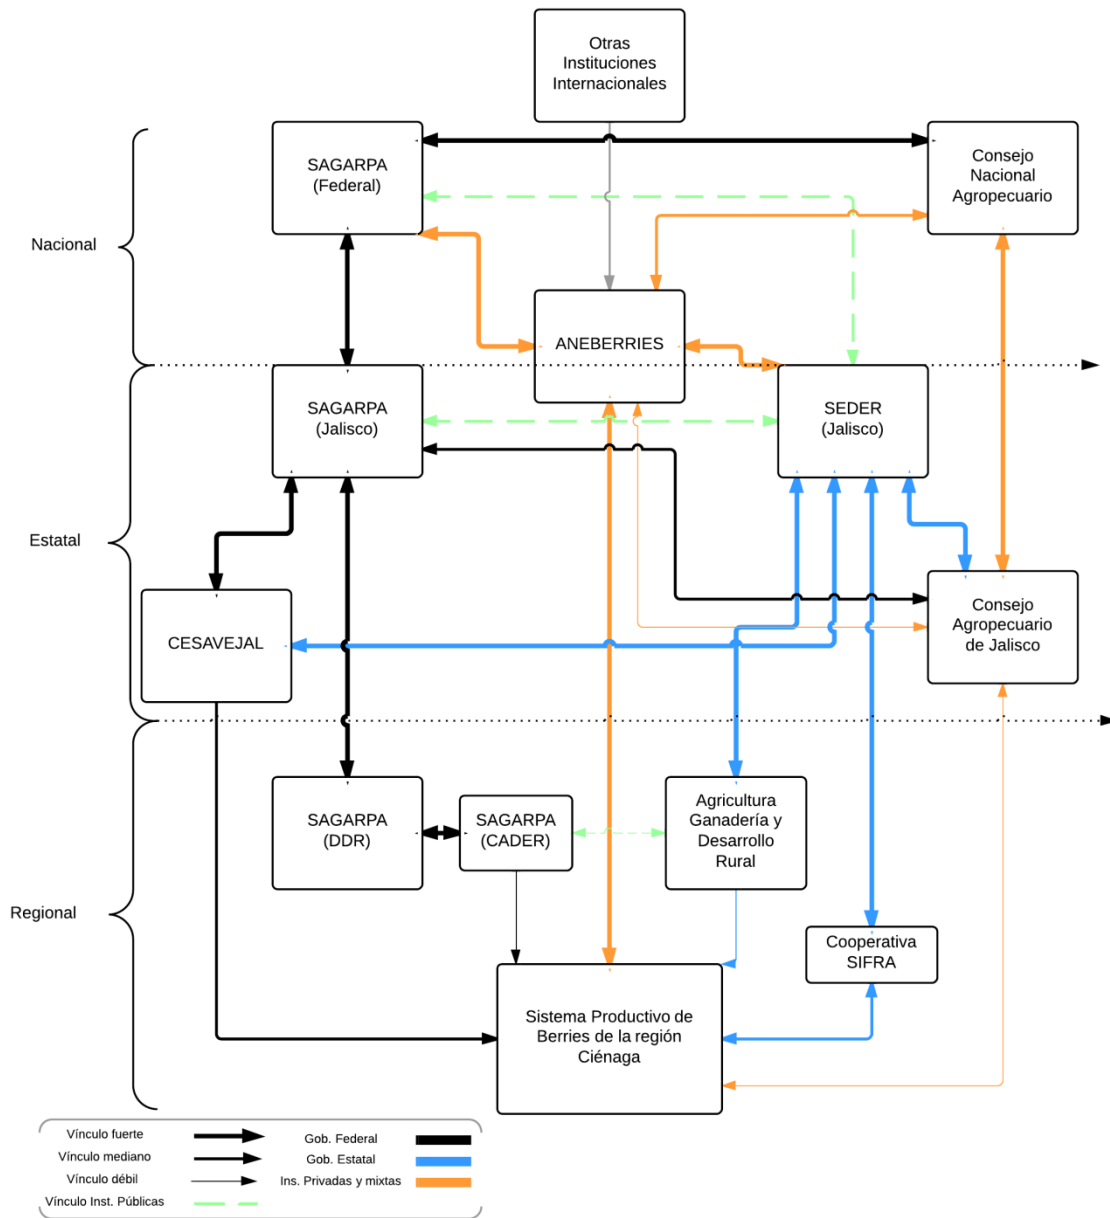 Otras
Instituciones
Internacionales
SAGARPA
(Federal)
Consejo
Nacional
Agropecuario
Nacional
ANEBERRIES
SAGARPA
(Jalisco)
SEDER
(Jalisco)
Estatal
CESAVEJAL
Consejo
Agropecuario
de Jalisco
SAGARPA
(DDR)
SAGARPA
(CADER)
Agricultura
Ganadería y
Desarrollo
Rural
Regional
Cooperativa
SIFRA
Sistema Productivo de
Berries de la región
Ciénaga
Vínculo fuerte
Gob. Federal
Vínculo mediano
Gob. Estatal
Vínculo débil
Ins. Privadas y mixtas
Vínculo Inst. Públicas